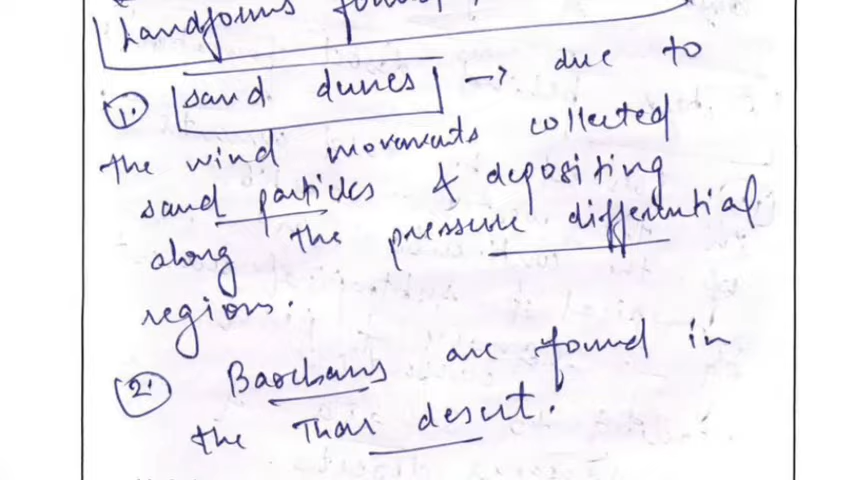 Landforms
1. sand dunes → due to
the wind movements collected
sand particles & depositing
along the pressure differential
regions.
2. Barchans are found in
the Thar desert.